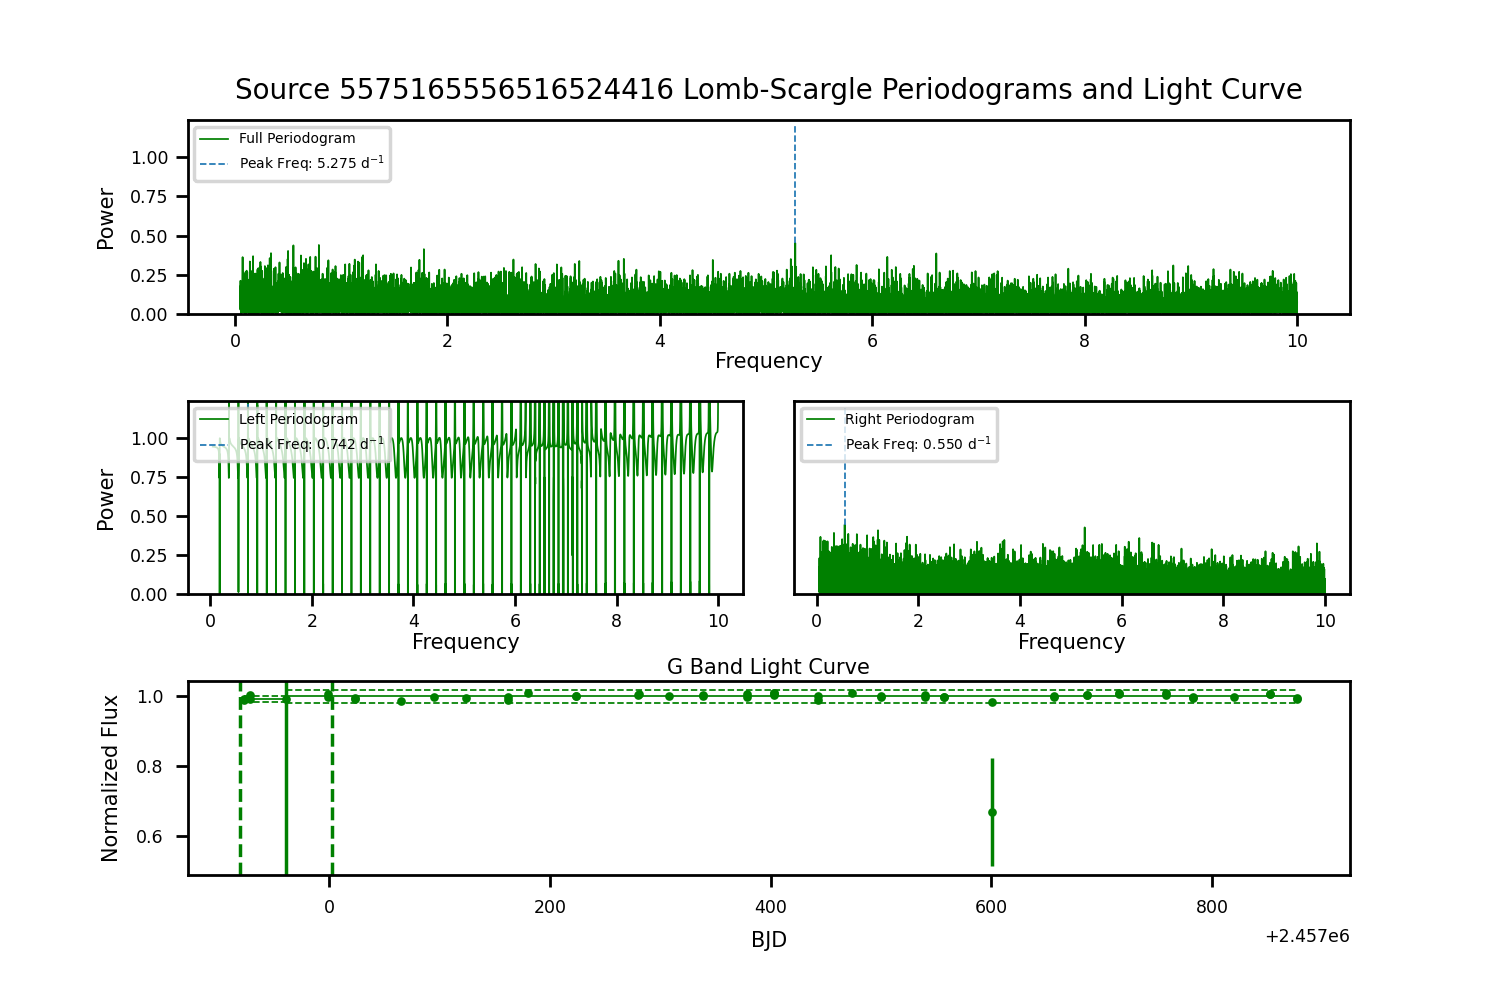 Source 5575165556516524416 Lomb-Scargle Periodograms and Light Curve
Full Periodogram
Peak Freq: 5.275 d⁻¹
Power
1.00
0.75
0.50
0.25
0.00
0 2 4 6 8 10
Frequency
Left Periodogram
Peak Freq: 0.742 d⁻¹
Power
1.00
0.75
0.50
0.25
0.00
0 2 4 6 8 10
Frequency
Right Periodogram
Peak Freq: 0.550 d⁻¹
0 2 4 6 8 10
Frequency
G Band Light Curve
Normalized Flux
1.0
0.8
0.6
0 200 400 600 800
BJD
+2.457e6